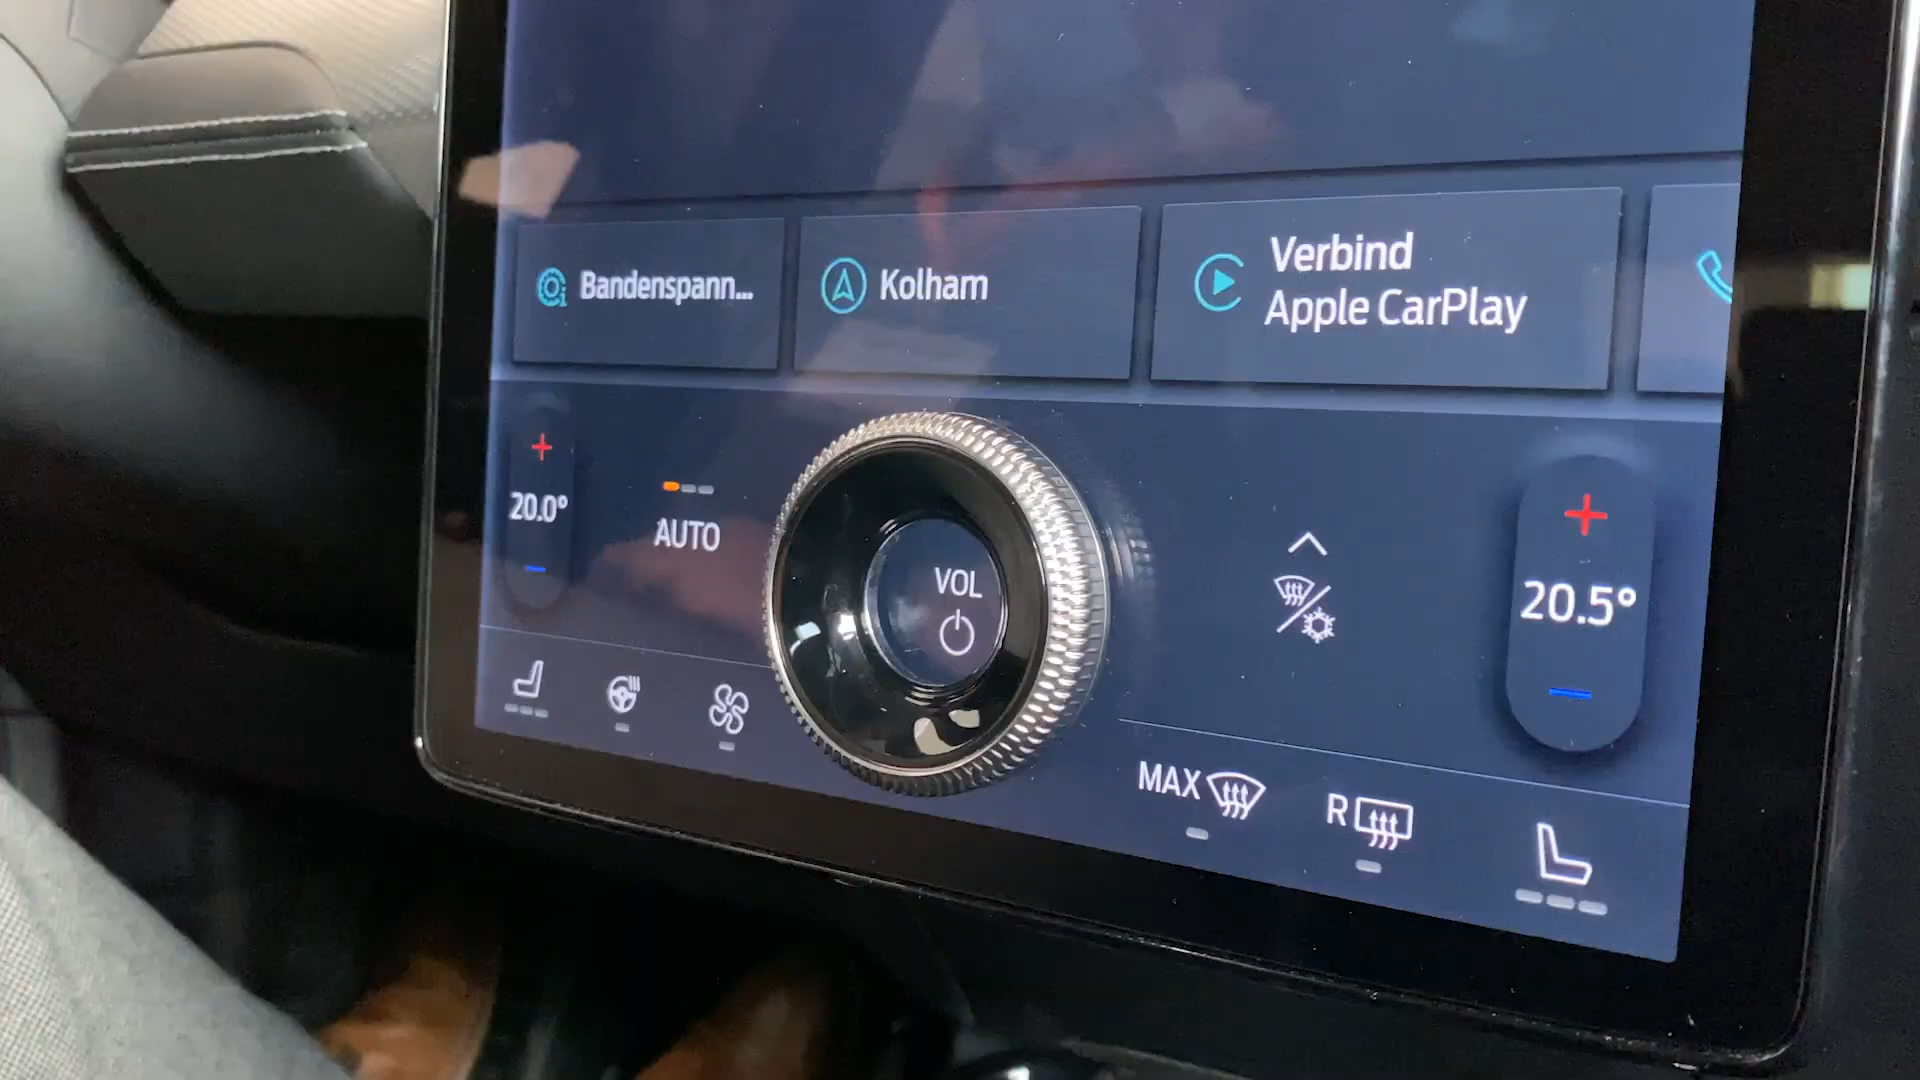 Bandenspann...
Kolham
Verbind
Apple CarPlay
20.0°
AUTO
VOL
20.5°
MAX
R